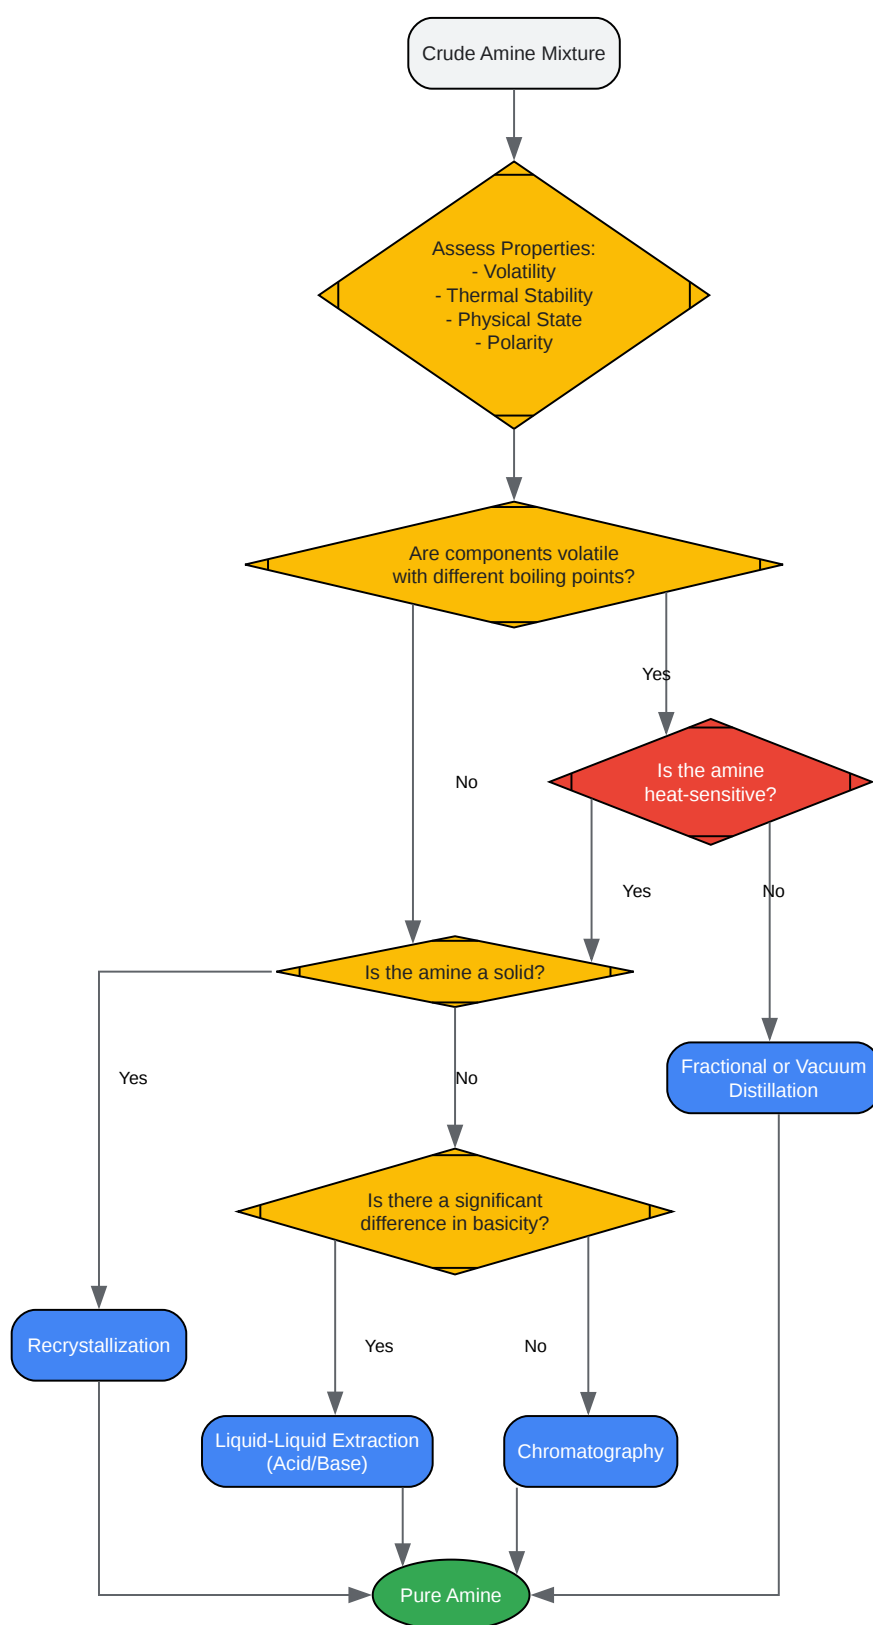 Crude Amine Mixture
Assess Properties:
- Volatility
- Thermal Stability
- Physical State
- Polarity
Are components volatile
with different boiling points?
Yes
Is the amine
heat-sensitive?
No
Yes
No
Is the amine a solid?
Fractional or Vacuum
Distillation
Yes
No
Is there a significant
difference in basicity?
Recrystallization
Yes
No
Liquid-Liquid Extraction
(Acid/Base)
Chromatography
Pure Amine